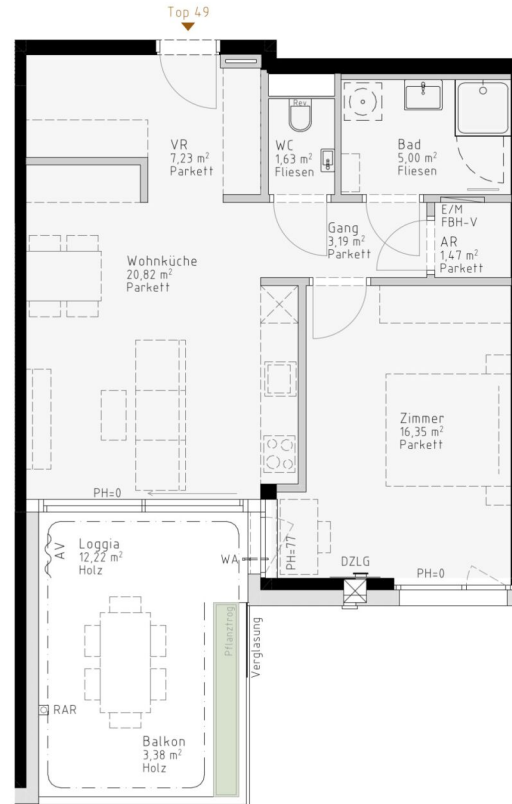 Top 49
VR
7,23 m²
Parkett
Rev.
WC
1,63 m²
Fliesen
Bad
5,00 m²
Fliesen
E/M
FBH-V
AR
1,47 m²
Parkett
Gang
3,19 m²
Parkett
Wohnküche
20,82 m²
Parkett
Zimmer
16,35 m²
Parkett
PH=0
AV
Loggia
12,22 m²
Holz
WA
PH=77
DZLG
PH=0
Pflanztrog
Verglasung
RAR
Balkon
3,38 m²
Holz